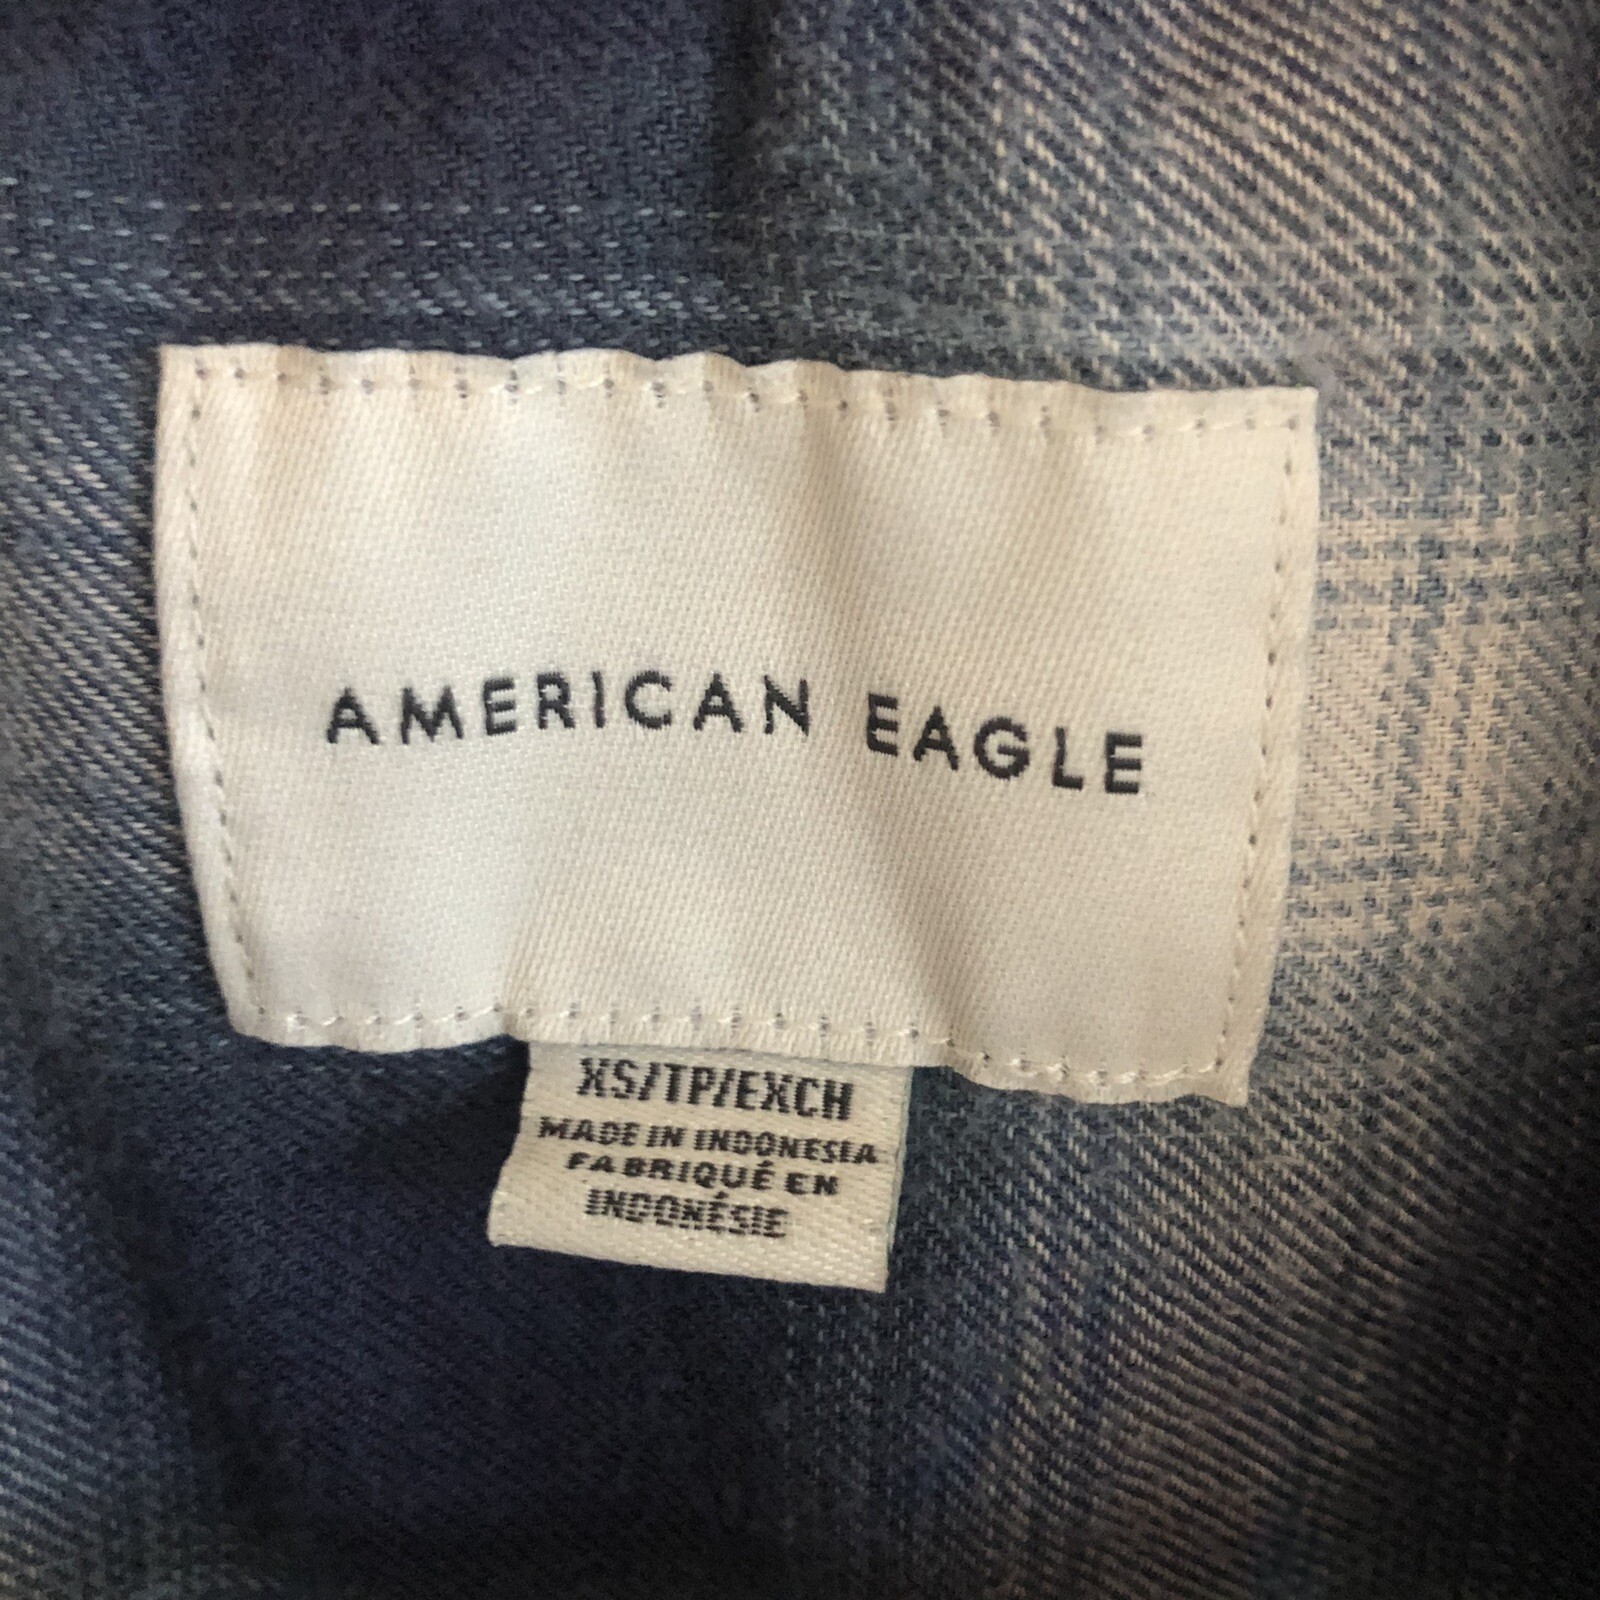 AMERICAN EAGLE
XS/TP/EXCH
MADE IN INDONESIA
FABRIQUÉ EN
INDONÉSIE